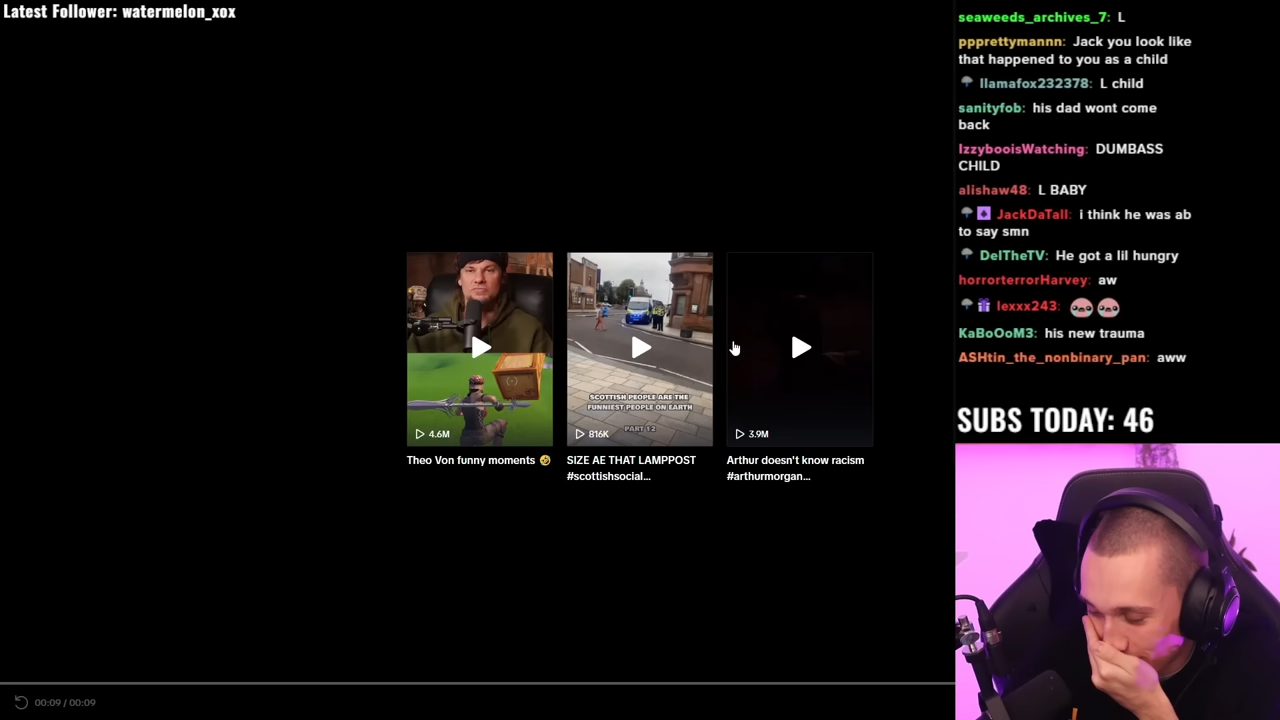 Latest Follower: watermelon_xox
seaweeds_archives_7: L
ppprettymannn: Jack you look like
that happened to you as a child
llamafox232378: L child
sanityfob: his dad wont come
back
IzzybooisWatching: DUMBASS
CHILD
alishaw48: L BABY
JackDaTall: i think he was ab
to say smn
DelTheTV: He got a lil hungry
horrorterrorHarvey: aw
lexxx243:
KaBoOoM3: his new trauma
ASHtin_the_nonbinary_pan: aww
SUBS TODAY: 46
SCOTTISH PEOPLE ARE THE
FUNNIEST PEOPLE ON EARTH
PART 12
4.6M
816K
3.9M
Theo Von funny moments 🤣
SIZE AE THAT LAMPPOST
#scottishsocial...
Arthur doesn't know racism
#arthurmorgan...
00:09 / 00:09